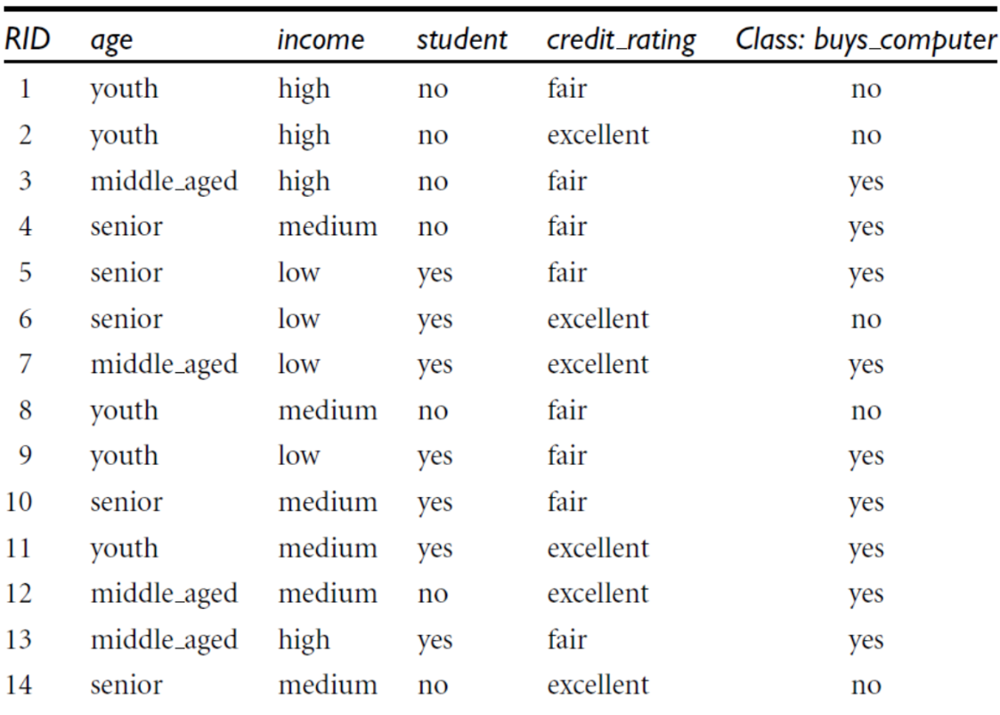 RID age income student credit_rating Class: buys_computer
1 youth high no fair no
2 youth high no excellent no
3 middle_aged high no fair yes
4 senior medium no fair yes
5 senior low yes fair yes
6 senior low yes excellent no
7 middle_aged low yes excellent yes
8 youth medium no fair no
9 youth low yes fair yes
10 senior medium yes fair yes
11 youth medium yes excellent yes
12 middle_aged medium no excellent yes
13 middle_aged high yes fair yes
14 senior medium no excellent no